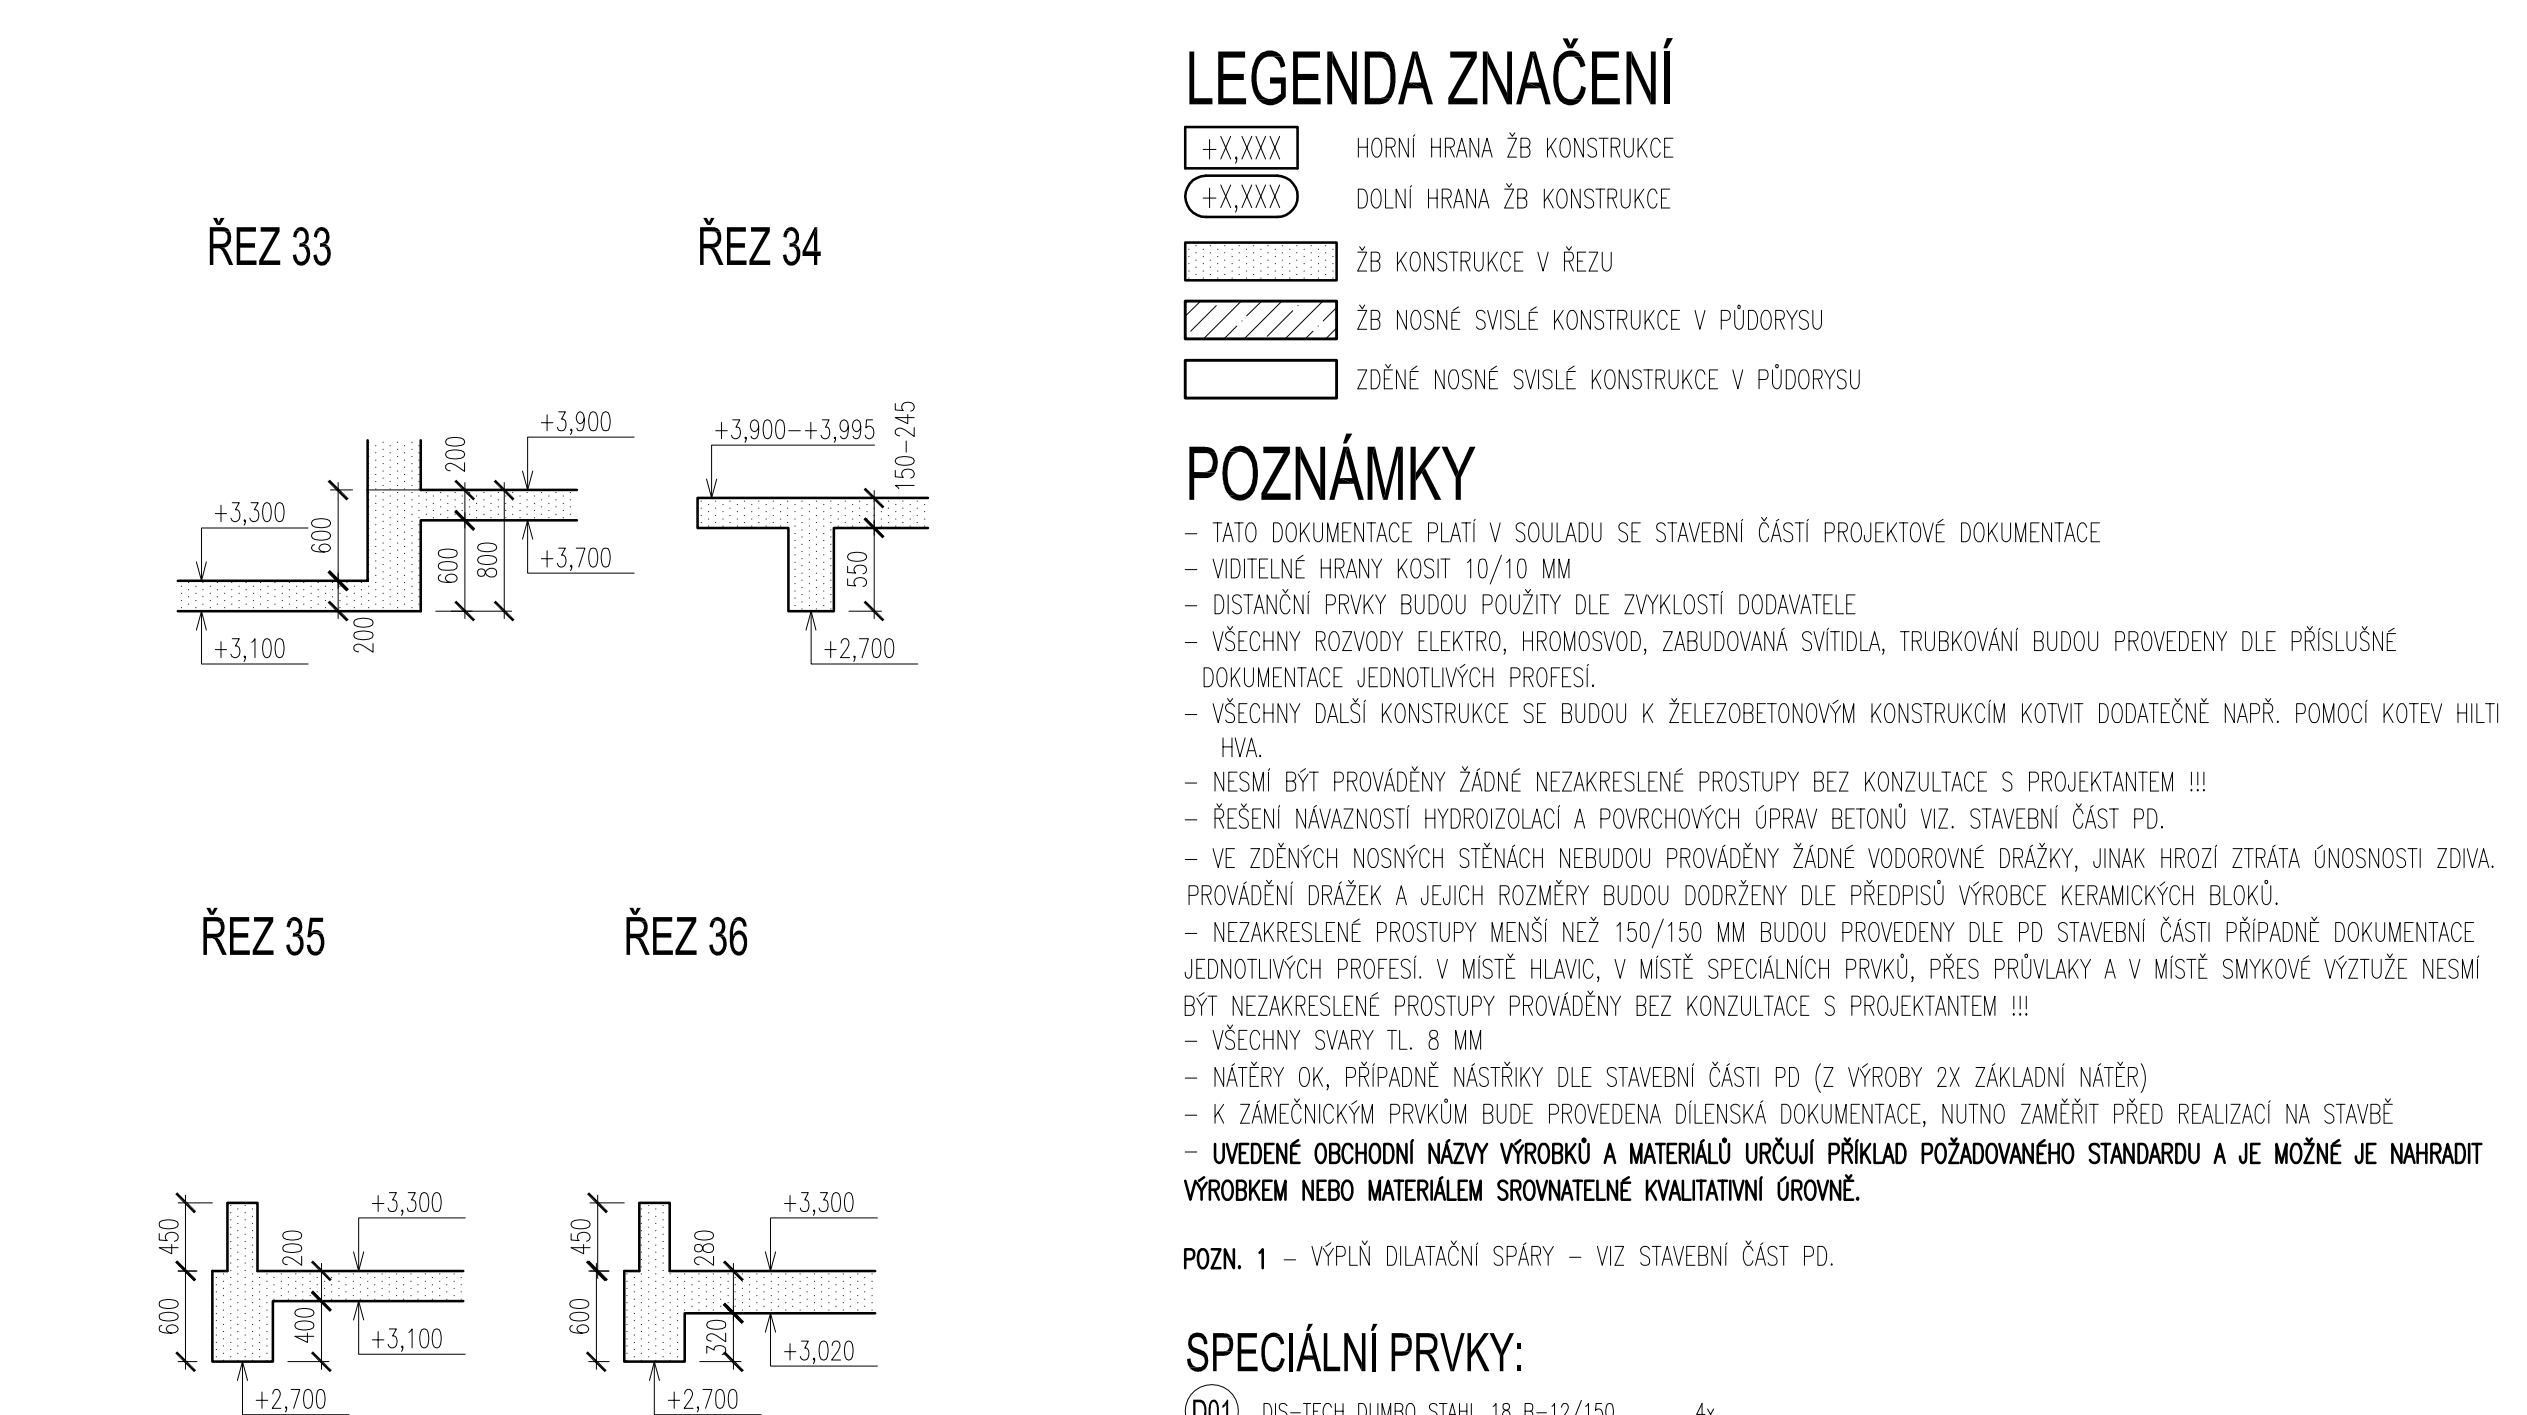 ŘEZ 33
+3,300
+3,100
600
200
200
600
800
+3,900
+3,700
ŘEZ 34
+3,900-+3,995
150-245
550
+2,700
ŘEZ 35
450
600
200
400
+3,300
+3,100
+2,700
ŘEZ 36
450
600
280
320
+3,300
+3,020
+2,700
LEGENDA ZNAČENÍ
+X,XXX HORNÍ HRANA ŽB KONSTRUKCE
+X,XXX DOLNÍ HRANA ŽB KONSTRUKCE
ŽB KONSTRUKCE V ŘEZU
ŽB NOSNÉ SVISLÉ KONSTRUKCE V PŮDORYSU
ZDĚNÉ NOSNÉ SVISLÉ KONSTRUKCE V PŮDORYSU
POZNÁMKY
– TATO DOKUMENTACE PLATÍ V SOULADU SE STAVEBNÍ ČÁSTÍ PROJEKTOVÉ DOKUMENTACE
– VIDITELNÉ HRANY KOSIT 10/10 MM
– DISTANČNÍ PRVKY BUDOU POUŽITY DLE ZVYKLOSTÍ DODAVATELE
– VŠECHNY ROZVODY ELEKTRO, HROMOSVOD, ZABUDOVANÁ SVÍTIDLA, TRUBKOVÁNÍ BUDOU PROVEDENY DLE PŘÍSLUŠNÉ
DOKUMENTACE JEDNOTLIVÝCH PROFESÍ.
– VŠECHNY DALŠÍ KONSTRUKCE SE BUDOU K ŽELEZOBETONOVÝM KONSTRUKCÍM KOTVIT DODATEČNĚ NAPŘ. POMOCÍ KOTEV HILTI
HVA.
– NESMÍ BÝT PROVÁDĚNY ŽÁDNÉ NEZAKRESLENÉ PROSTUPY BEZ KONZULTACE S PROJEKTANTEM !!!
– ŘEŠENÍ NÁVAZNOSTÍ HYDROIZOLACÍ A POVRCHOVÝCH ÚPRAV BETONŮ VIZ. STAVEBNÍ ČÁST PD.
– VE ZDĚNÝCH NOSNÝCH STĚNÁCH NEBUDOU PROVÁDĚNY ŽÁDNÉ VODOROVNÉ DRÁŽKY, JINAK HROZÍ ZTRÁTA ÚNOSNOSTI ZDIVA.
PROVÁDĚNÍ DRÁŽEK A JEJICH ROZMĚRY BUDOU DODRŽENY DLE PŘEDPISŮ VÝROBCE KERAMICKÝCH BLOKŮ.
– NEZAKRESLENÉ PROSTUPY MENŠÍ NEŽ 150/150 MM BUDOU PROVEDENY DLE PD STAVEBNÍ ČÁSTI PŘÍPADNĚ DOKUMENTACE
JEDNOTLIVÝCH PROFESÍ. V MÍSTĚ HLAVIC, V MÍSTĚ SPECIÁLNÍCH PRVKŮ, PŘES PRŮVLAKY A V MÍSTĚ SMYKOVÉ VÝZTUŽE NESMÍ
BÝT NEZAKRESLENÉ PROSTUPY PROVÁDĚNY BEZ KONZULTACE S PROJEKTANTEM !!!
– VŠECHNY SVARY TL. 8 MM
– NÁTĚRY OK, PŘÍPADNĚ NÁSTŘIKY DLE STAVEBNÍ ČÁSTI PD (Z VÝROBY 2X ZÁKLADNÍ NÁTĚR)
– K ZÁMEČNICKÝM PRVKŮM BUDE PROVEDENA DÍLENSKÁ DOKUMENTACE, NUTNO ZAMĚŘIT PŘED REALIZACÍ NA STAVBĚ
– UVEDENÉ OBCHODNÍ NÁZVY VÝROBKŮ A MATERIÁLŮ URČUJÍ PŘÍKLAD POŽADOVANÉHO STANDARDU A JE MOŽNÉ JE NAHRADIT
VÝROBKEM NEBO MATERIÁLEM SROVNATELNÉ KVALITATIVNÍ ÚROVNĚ.
POZN. 1 – VÝPLŇ DILATAČNÍ SPÁRY – VIZ STAVEBNÍ ČÁST PD.
SPECIÁLNÍ PRVKY:
D01 DIS-TECH DUMBO STAHL 18 B-12/150 4x